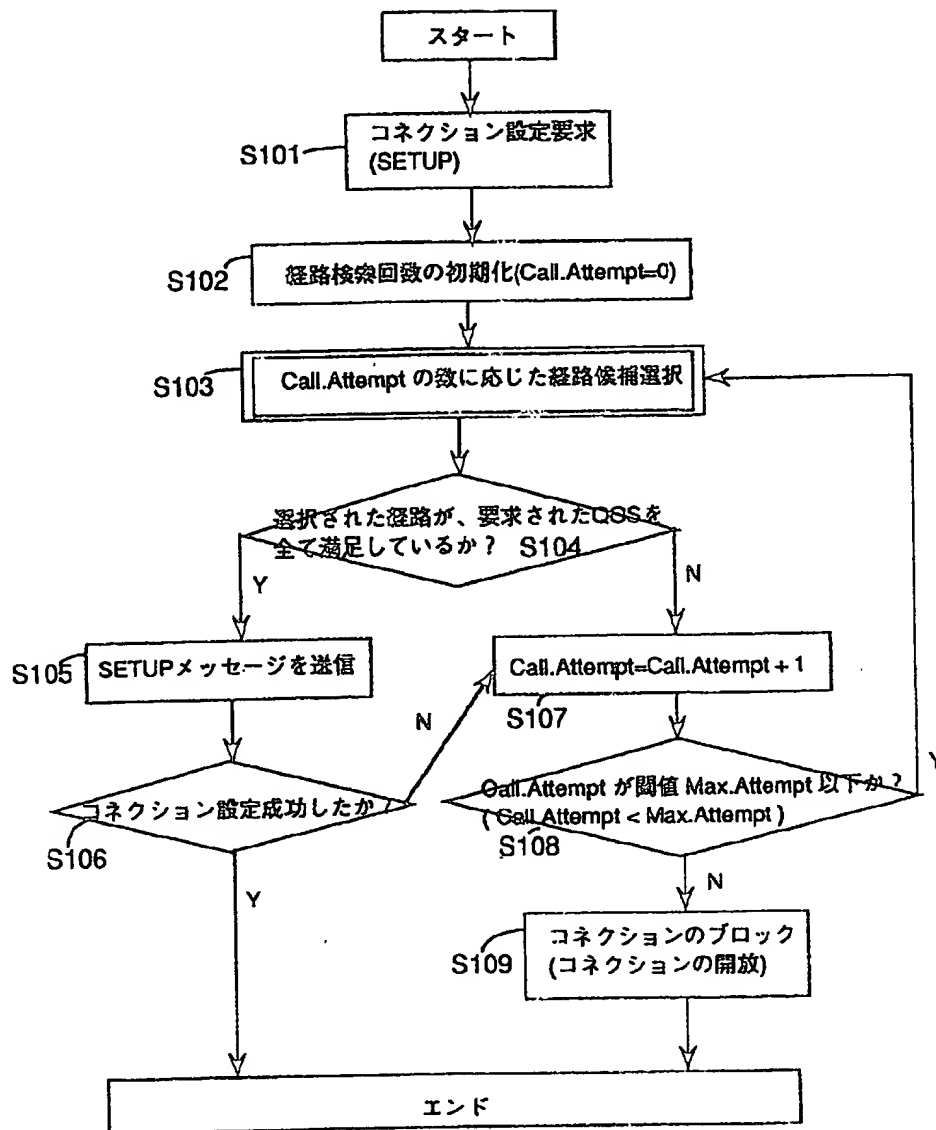 スタート
S101
コネクション設定要求
(SETUP)
S102
経路検索回数の初期化(Call.Attempt=0)
S103
Call.Attempt の数に応じた経路候補選択
選択された経路が、要求されたQOSを
全て満足しているか？ S104
Y
N
S105
SETUPメッセージを送信
Call.Attempt=Call.Attempt + 1
S107
N
コネクション設定成功したか
S106
Call.Attempt が閾値 Max.Attempt 以下か？
( Call.Attempt < Max.Attempt )
S108
Y
Y
N
S109
コネクションのブロック
(コネクションの開放)
エンド